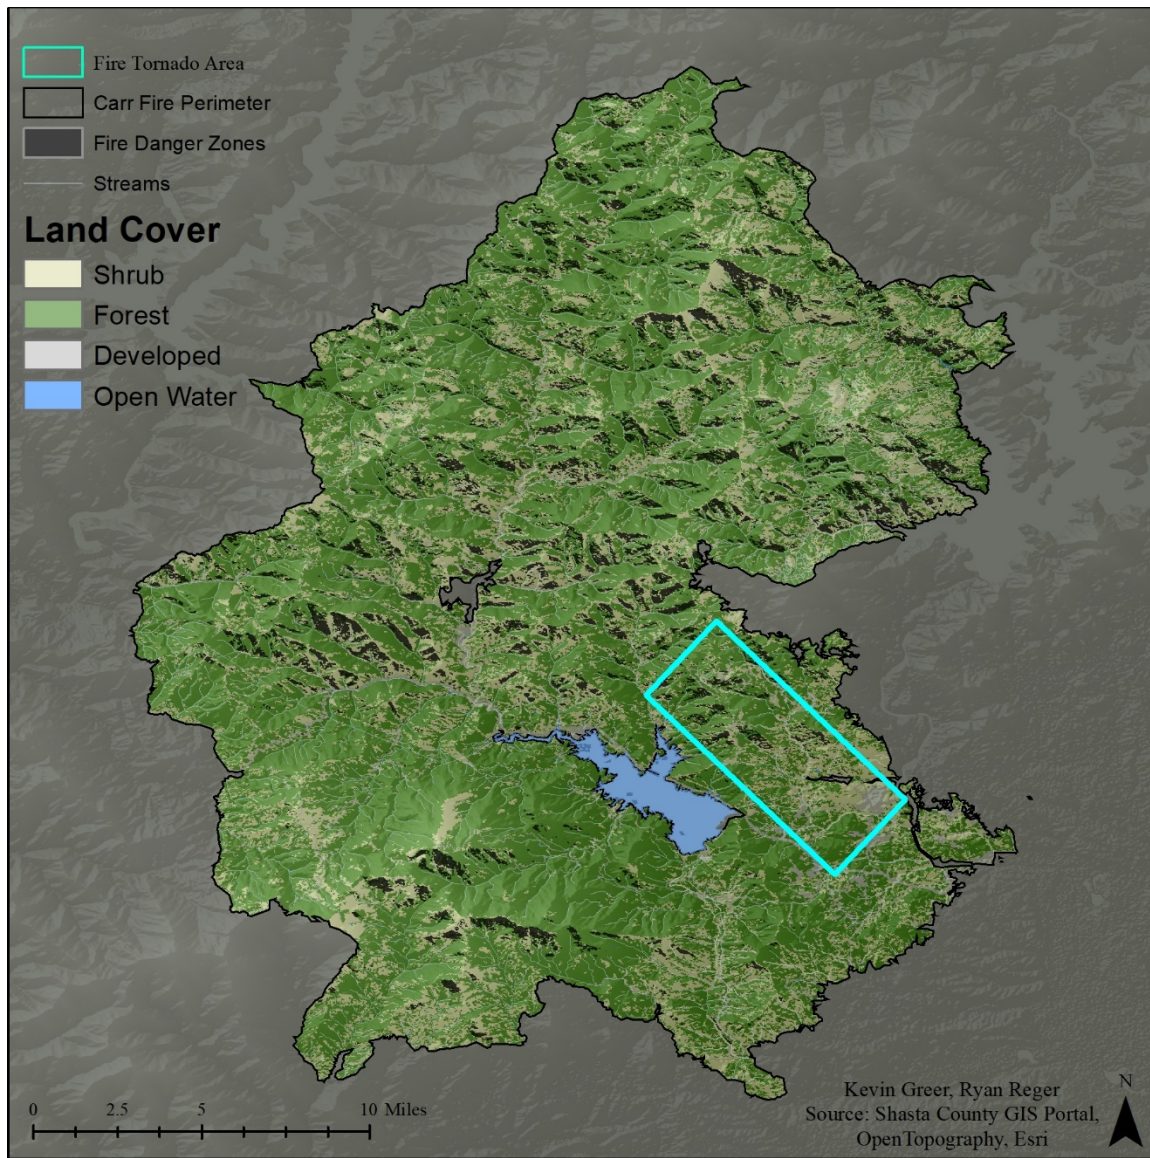 Fire Tornado Area
Carr Fire Perimeter
Fire Danger Zones
Streams
Land Cover
Shrub
Forest
Developed
Open Water
0 2.5 5 10 Miles
Kevin Greer, Ryan Reger
Source: Shasta County GIS Portal,
OpenTopography, Esri
N